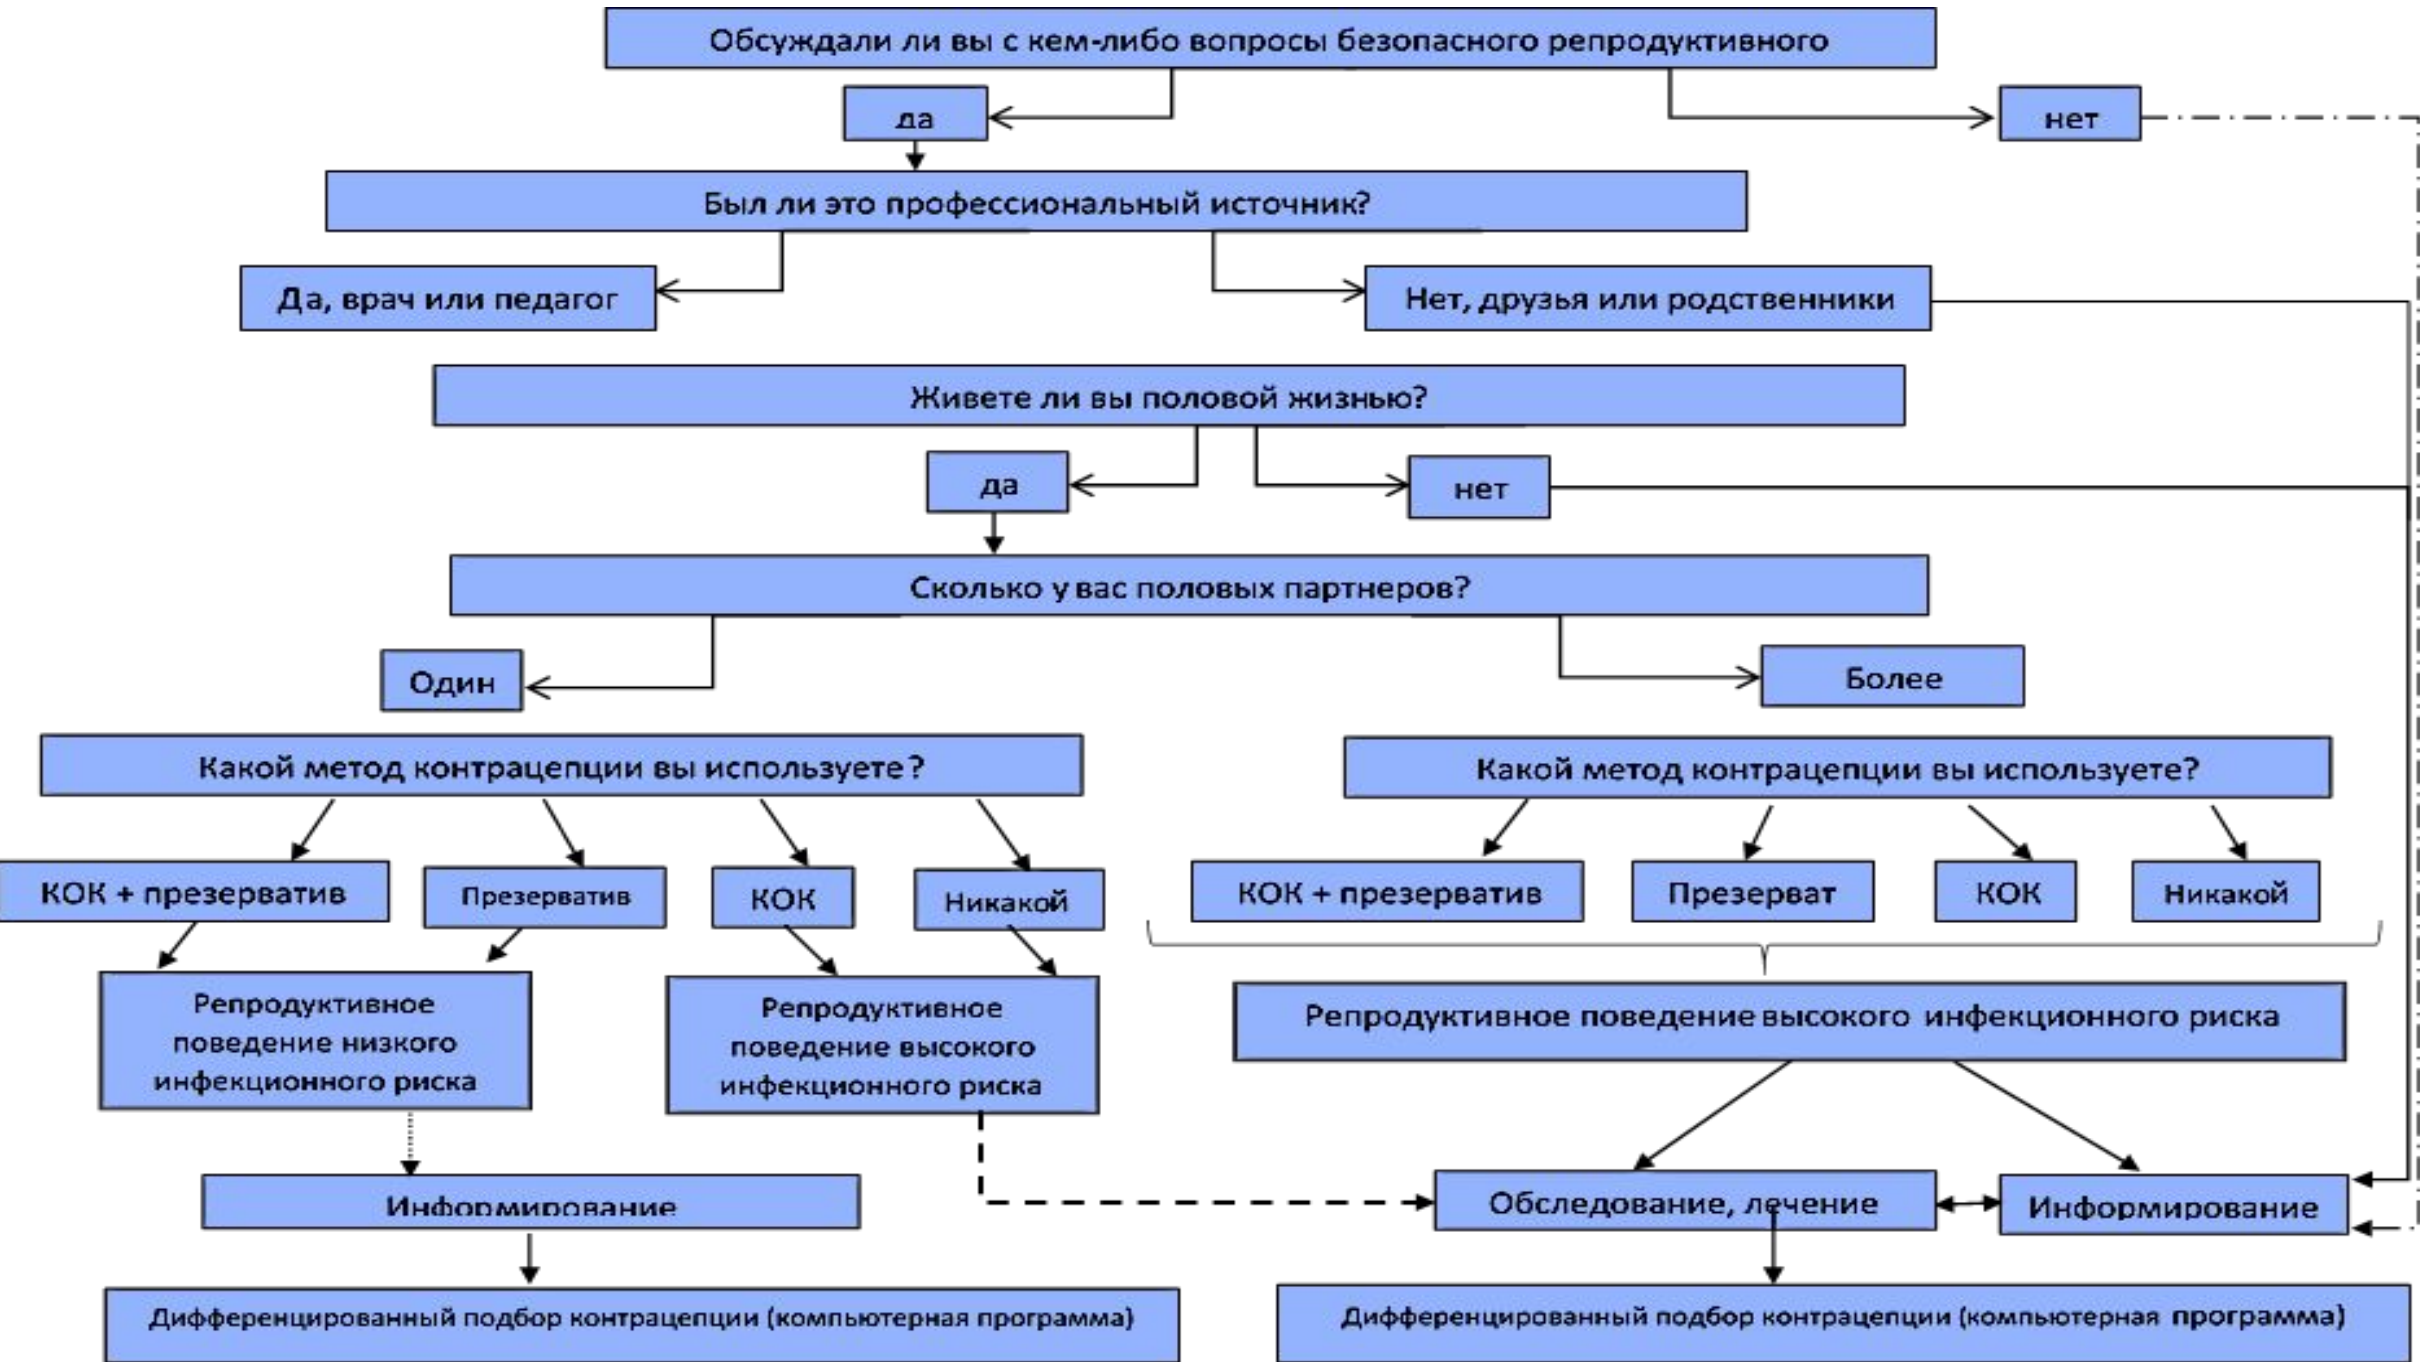 Обсуждали ли вы с кем-либо вопросы безопасного репродуктивного
да
нет
Был ли это профессиональный источник?
Да, врач или педагог
Нет, друзья или родственники
Живете ли вы половой жизнью?
да
нет
Сколько у вас половых партнеров?
Один
Более
Какой метод контрацепции вы используете?
Какой метод контрацепции вы используете?
КОК + презерватив
Презерватив
КОК
Никакой
КОК + презерватив
Презерват
КОК
Никакой
Репродуктивное
поведение низкого
инфекционного риска
Репродуктивное
поведение высокого
инфекционного риска
Репродуктивное поведение высокого инфекционного риска
Информирование
Обследование, лечение
Информирование
Дифференцированный подбор контрацепции (компьютерная программа)
Дифференцированный подбор контрацепции (компьютерная программа)